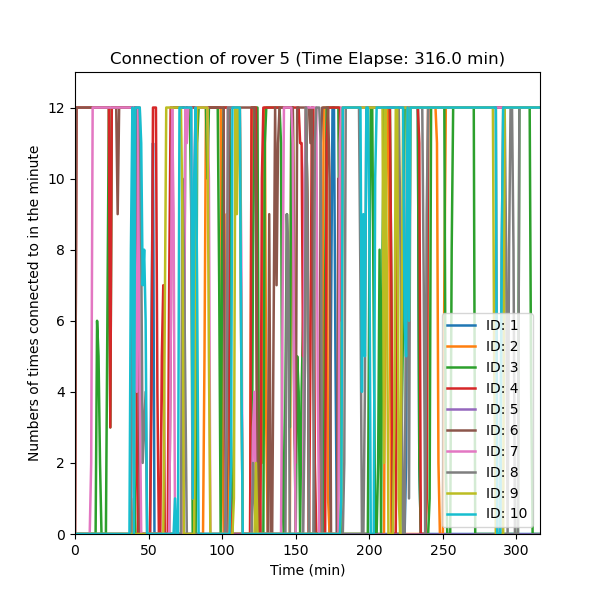 Connection of rover 5 (Time Elapse: 316.0 min)
Numbers of times connected to in the minute
12
10
8
6
4
2
0
ID: 1
ID: 2
ID: 3
ID: 4
ID: 5
ID: 6
ID: 7
ID: 8
ID: 9
ID: 10
0 50 100 150 200 250 300
Time (min)